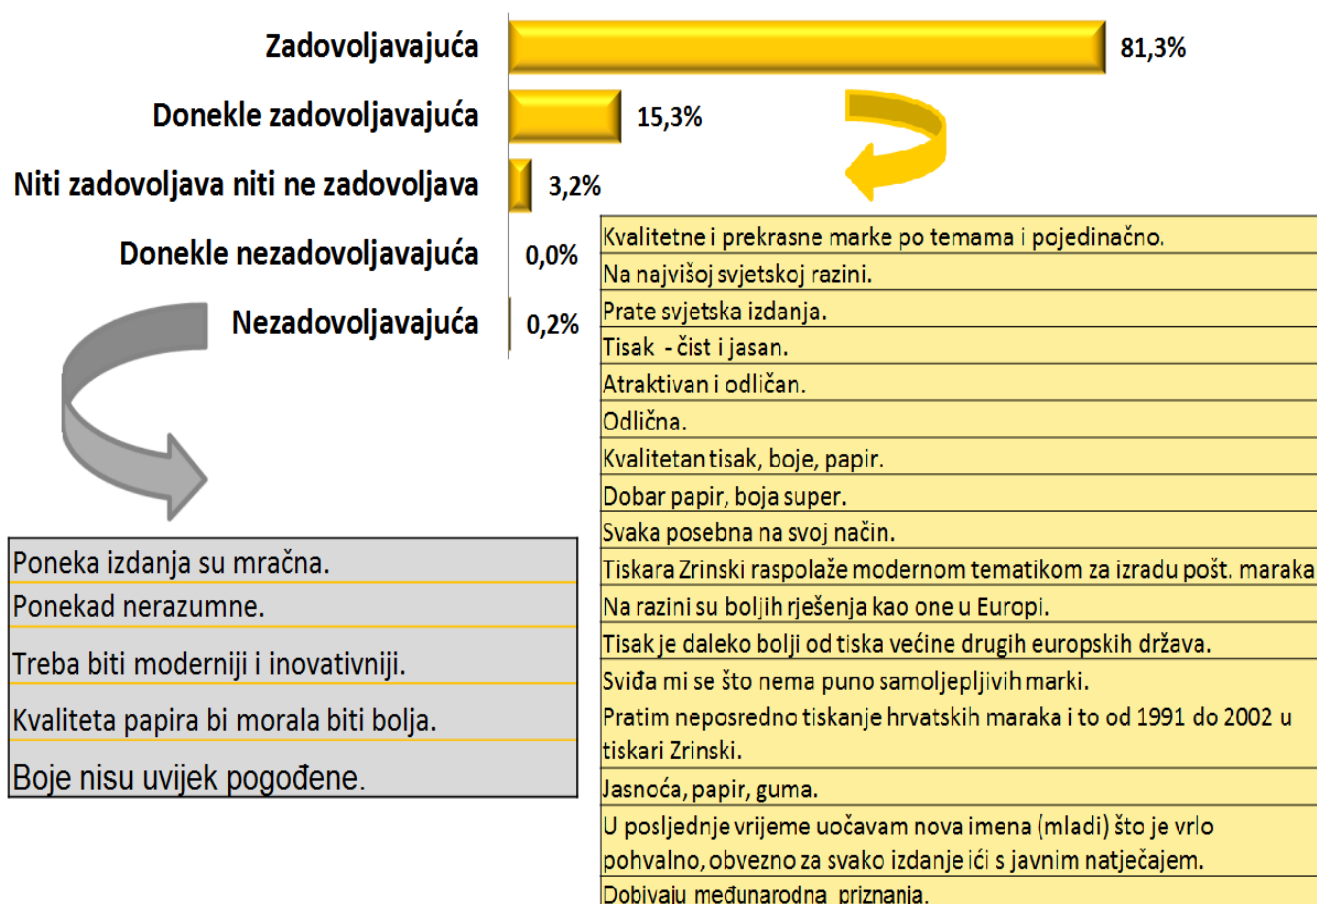 Zadovoljavajuća 81,3%
Donekle zadovoljavajuća 15,3%
Niti zadovoljava niti ne zadovoljava 3,2%
Donekle nezadovoljavajuća 0,0%
Nezadovoljavajuća 0,2%
Poneka izdanja su mračna.
Ponekad nerazumne.
Treba biti moderniji i inovativniji.
Kvaliteta papira bi morala biti bolja.
Boje nisu uvijek pogođene.
Kvalitetne i prekrasne marke po temama i pojedinačno.
Na najvišoj svjetskoj razini.
Prate svjetska izdanja.
Tisak - čist i jasan.
Atraktivan i odličan.
Odlična.
Kvalitetan tisak, boje, papir.
Dobar papir, boja super.
Svaka posebna na svoj način.
Tiskara Zrinski raspolaže modernom tematikom za izradu pošt. maraka
Na razini su boljih rješenja kao one u Europi.
Tisak je daleko bolji od tiska većine drugih europskih država.
Sviđa mi se što nema puno samoljepljivih marki.
Pratim neposredno tiskanje hrvatskih maraka i to od 1991 do 2002 u
tiskari Zrinski.
Jasnoća, papir, guma.
U posljednje vrijeme uočavam nova imena (mladi) što je vrlo
pohvalno, obvezno za svako izdanje ići s javnim natječajem.
Dobivaju međunarodna priznanja.